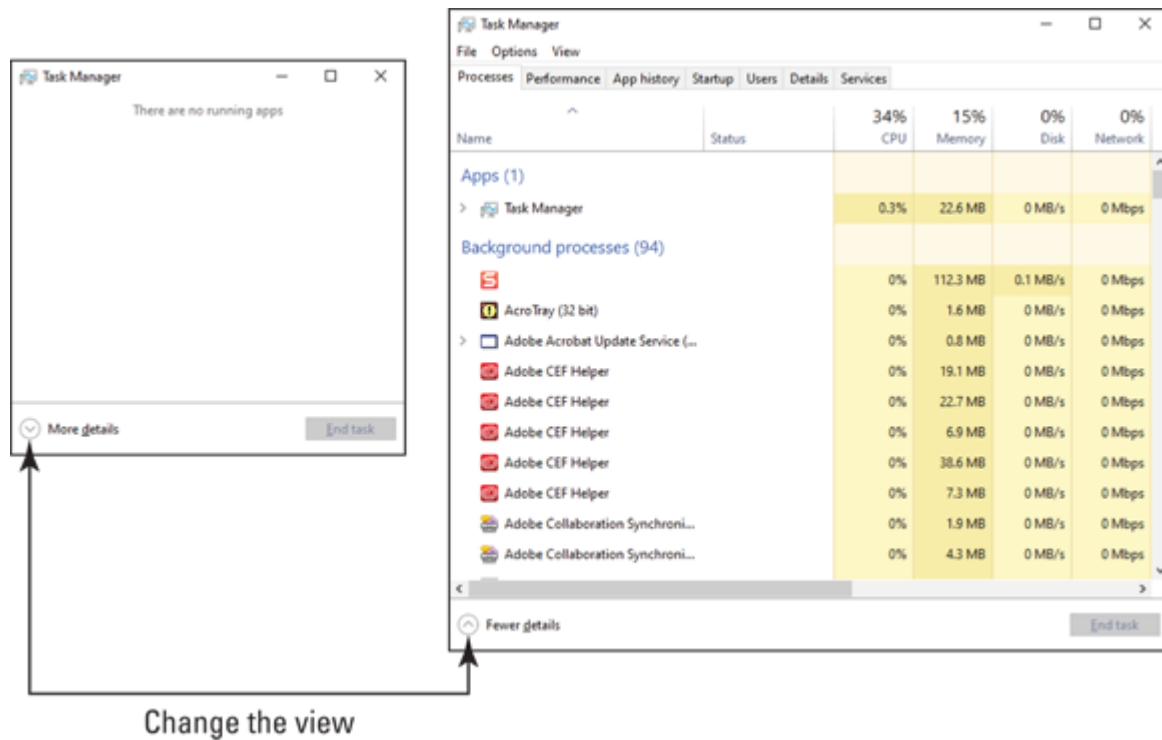 Task Manager
There are no running apps
More details
End task
Task Manager
File Options View
Processes Performance App history Startup Users Details Services
34% 15% 0% 0%
Name Status CPU Memory Disk Network
Apps (1)
Task Manager 0.3% 22.6 MB 0 MB/s 0 Mbps
Background processes (94)
0% 112.3 MB 0.1 MB/s 0 Mbps
AcroTray (32 bit) 0% 1.6 MB 0 MB/s 0 Mbps
Adobe Acrobat Update Service (... 0% 0.8 MB 0 MB/s 0 Mbps
Adobe CEF Helper 0% 19.1 MB 0 MB/s 0 Mbps
Adobe CEF Helper 0% 22.7 MB 0 MB/s 0 Mbps
Adobe CEF Helper 0% 6.9 MB 0 MB/s 0 Mbps
Adobe CEF Helper 0% 38.6 MB 0 MB/s 0 Mbps
Adobe CEF Helper 0% 7.3 MB 0 MB/s 0 Mbps
Adobe Collaboration Synchroni... 0% 1.9 MB 0 MB/s 0 Mbps
Adobe Collaboration Synchroni... 0% 4.3 MB 0 MB/s 0 Mbps
Fewer details
End task
Change the view